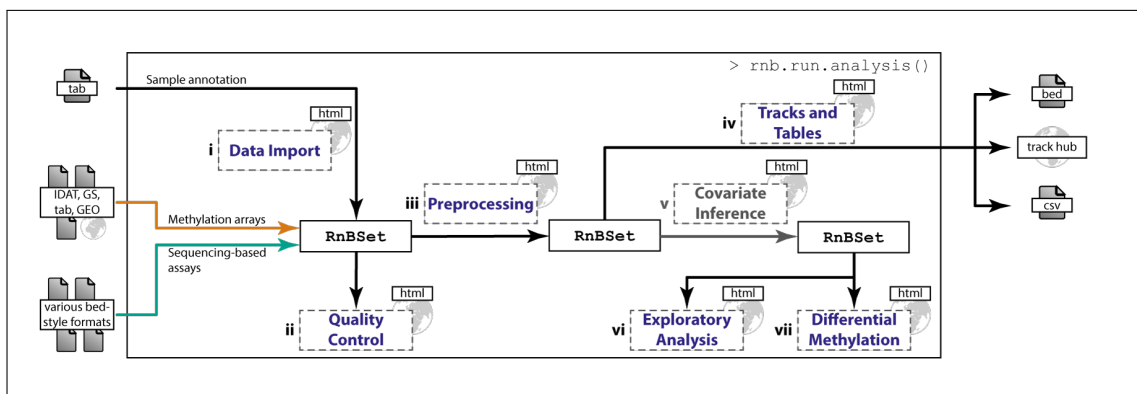 > rnb.run.analysis()
tab
Sample annotation
html
i
Data Import
html
iv
Tracks and
Tables
bed
track hub
csv
IDAT, GS,
tab, GEO
Methylation arrays
html
iii
Preprocessing
html
v
Covariate
Inference
RnBSet
RnBSet
RnBSet
Sequencing-based
assays
various bed-
style formats
html
ii
Quality
Control
html
vi
Exploratory
Analysis
html
vii
Differential
Methylation